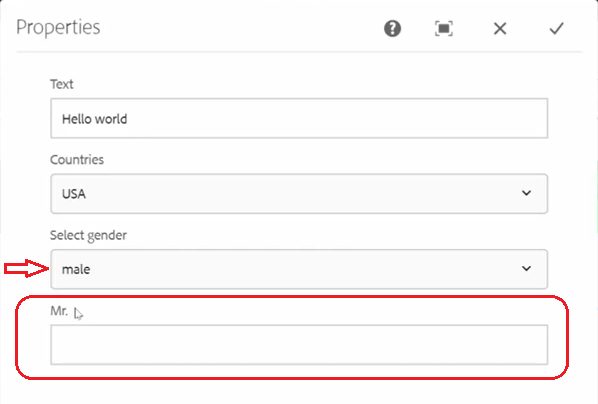 Properties
Text
Hello world
Countries
USA
Select gender
male
Mr.